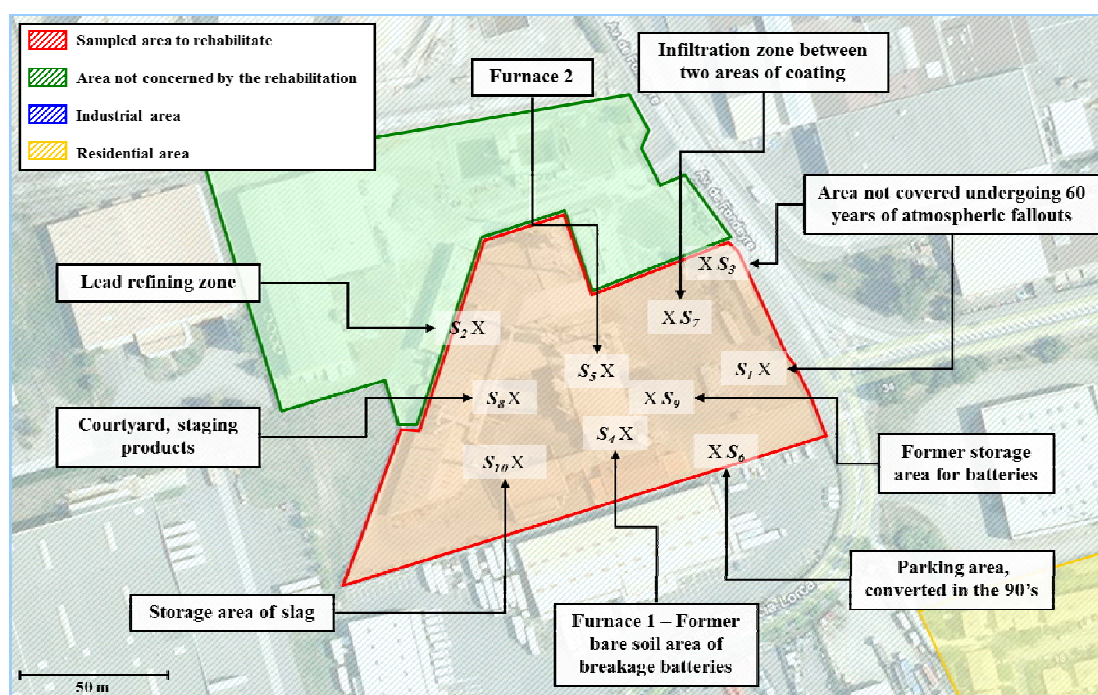 Sampled area to rehabilitate
Area not concerned by the rehabilitation
Industrial area
Residential area
Furnace 2
Infiltration zone between
two areas of coating
Area not covered undergoing 60
years of atmospheric fallouts
Lead refining zone
X S3
X S7
S2 X
S5 X
S1 X
S8 X
X S9
S4 X
X S6
S10 X
Courtyard, staging
products
Former storage
area for batteries
Parking area,
converted in the 90's
Storage area of slag
Furnace 1 – Former
bare soil area of
breakage batteries
50 m